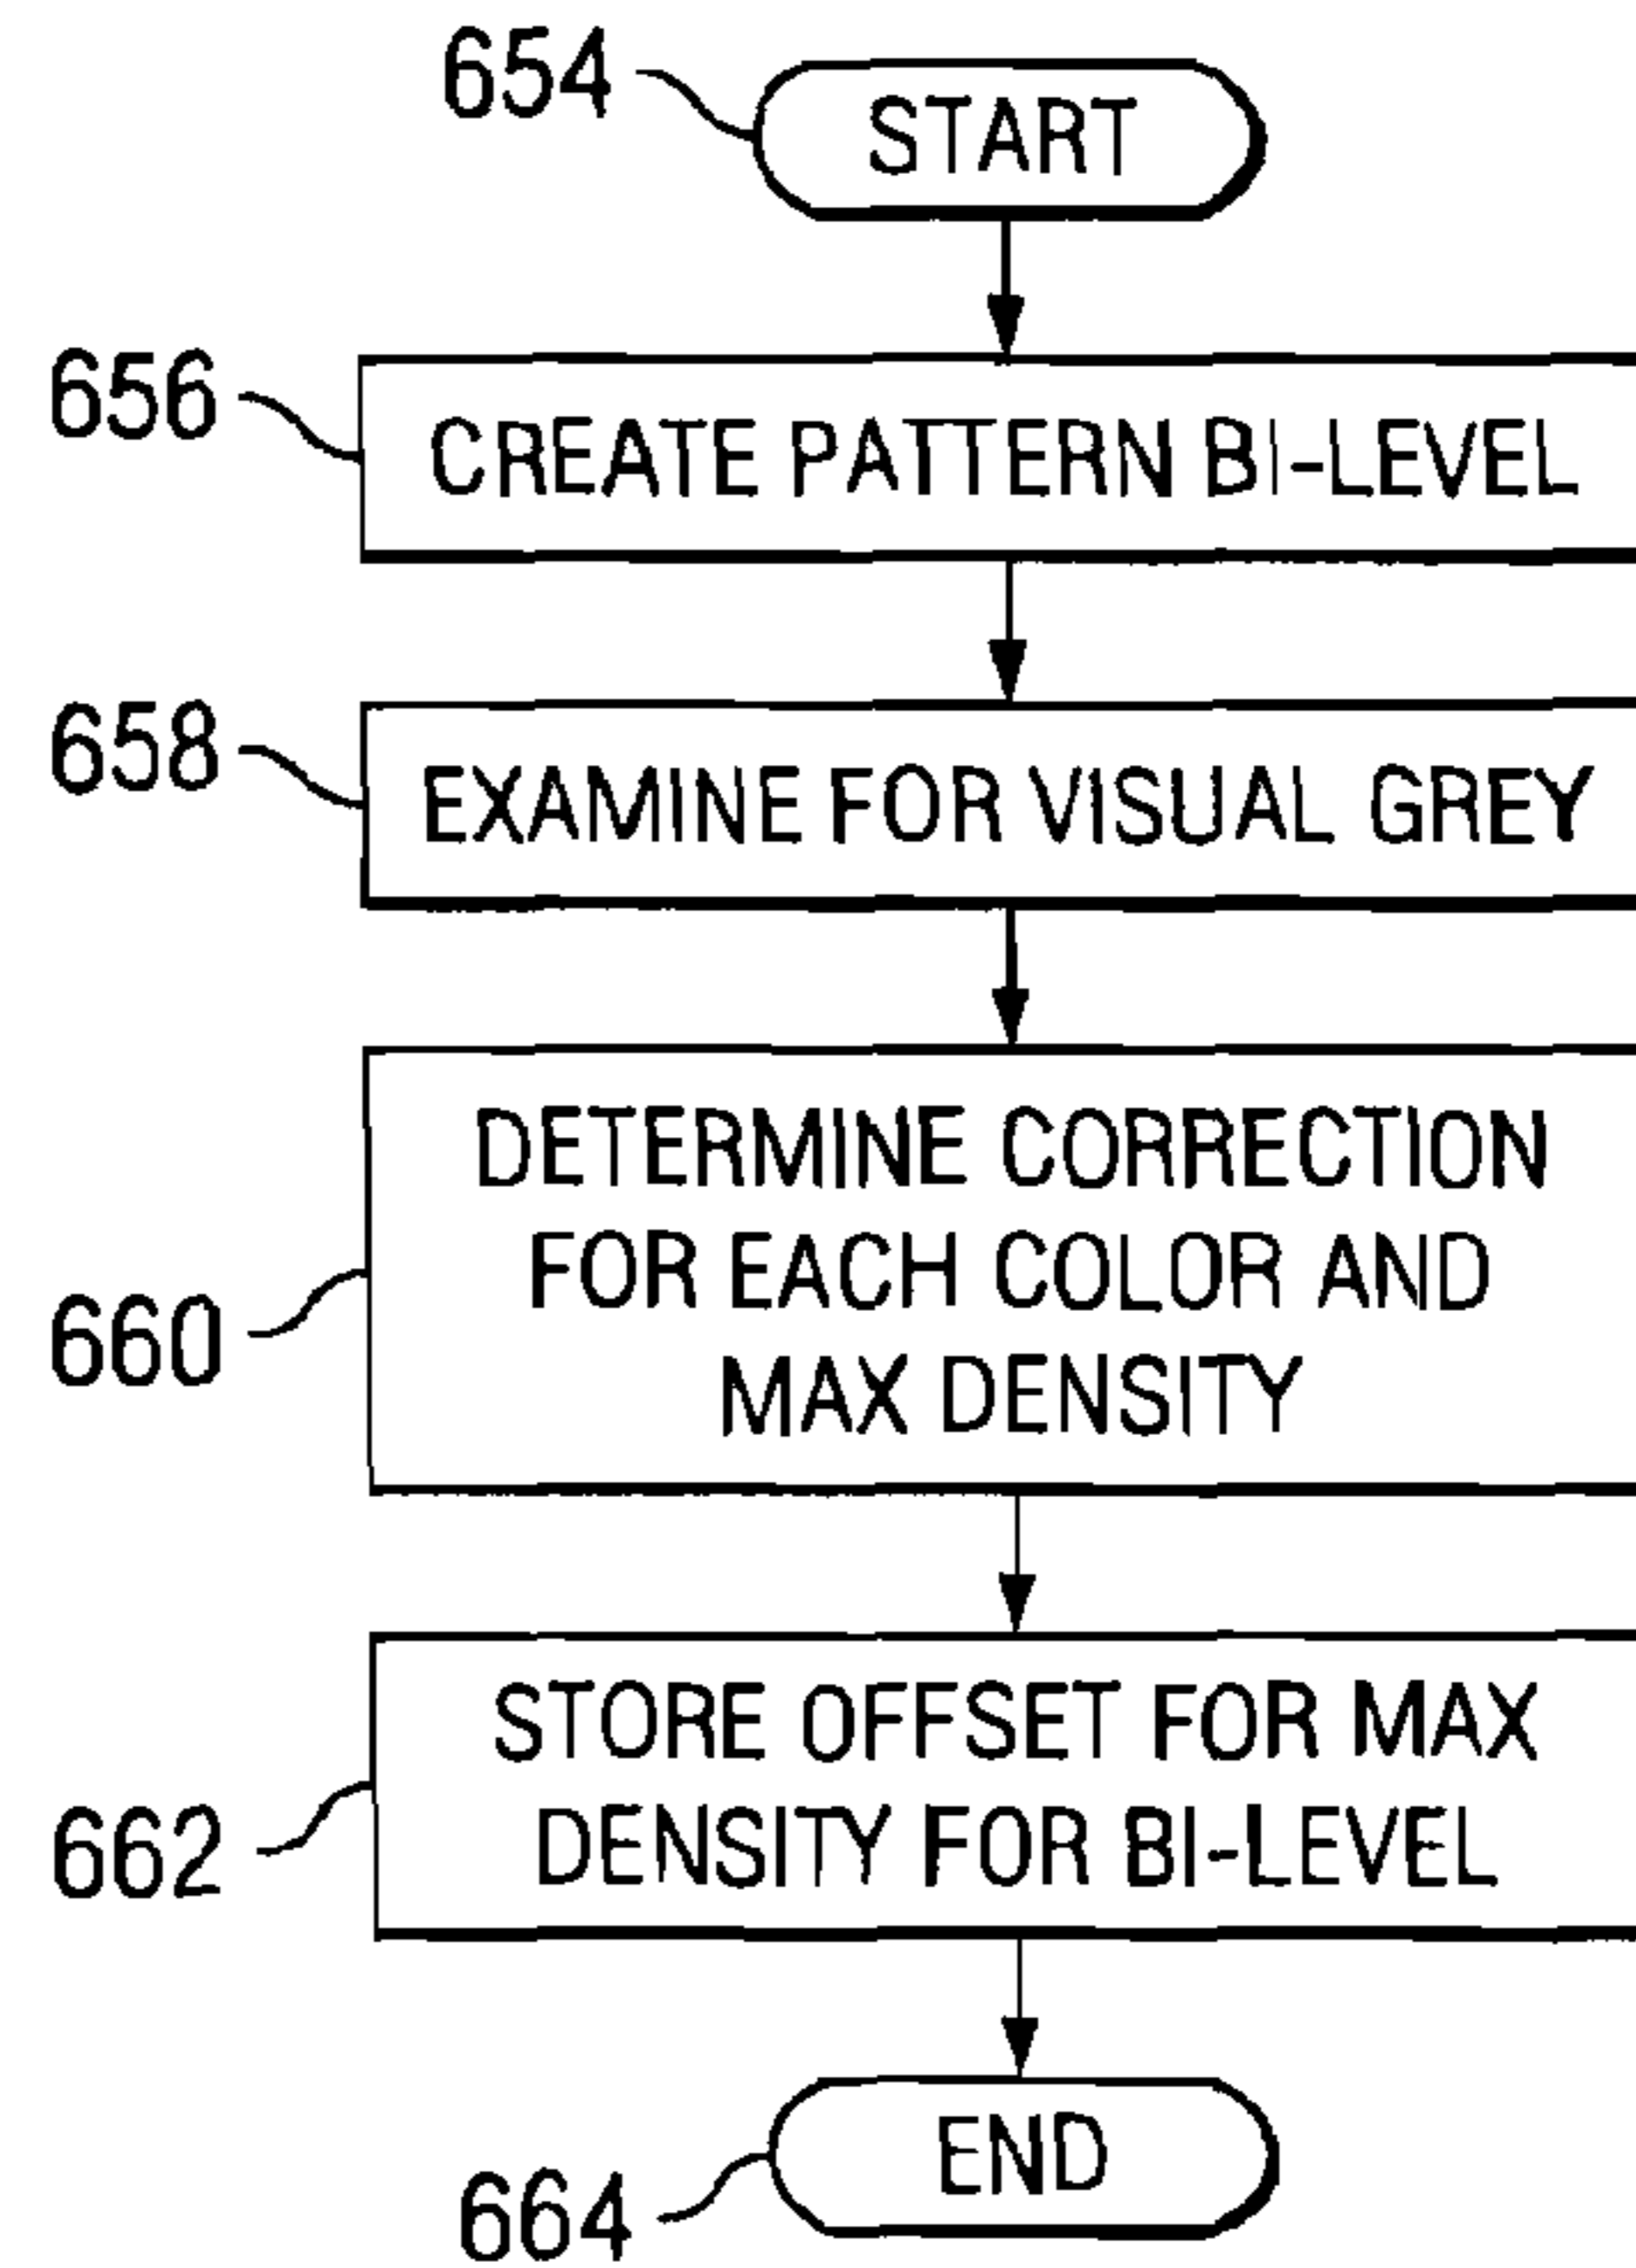 654
START
656
CREATE PATTERN BI-LEVEL
658
EXAMINE FOR VISUAL GREY
660
DETERMINE CORRECTION
FOR EACH COLOR AND
MAX DENSITY
662
STORE OFFSET FOR MAX
DENSITY FOR BI-LEVEL
664
END